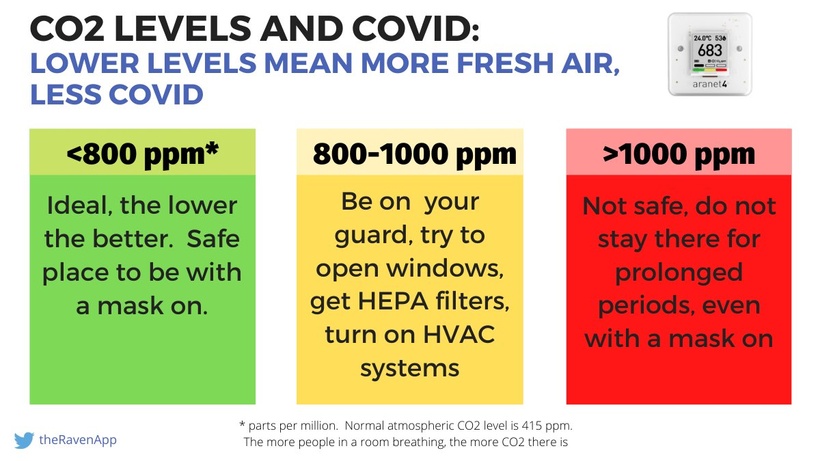 CO2 LEVELS AND COVID:
LOWER LEVELS MEAN MORE FRESH AIR,
LESS COVID
24.0°C 53
683
aranet4
<800 ppm*
Ideal, the lower
the better. Safe
place to be with
a mask on.
800-1000 ppm
Be on your
guard, try to
open windows,
get HEPA filters,
turn on HVAC
systems
>1000 ppm
Not safe, do not
stay there for
prolonged
periods, even
with a mask on
* parts per million. Normal atmospheric CO2 level is 415 ppm.
The more people in a room breathing, the more CO2 there is
theRavenApp